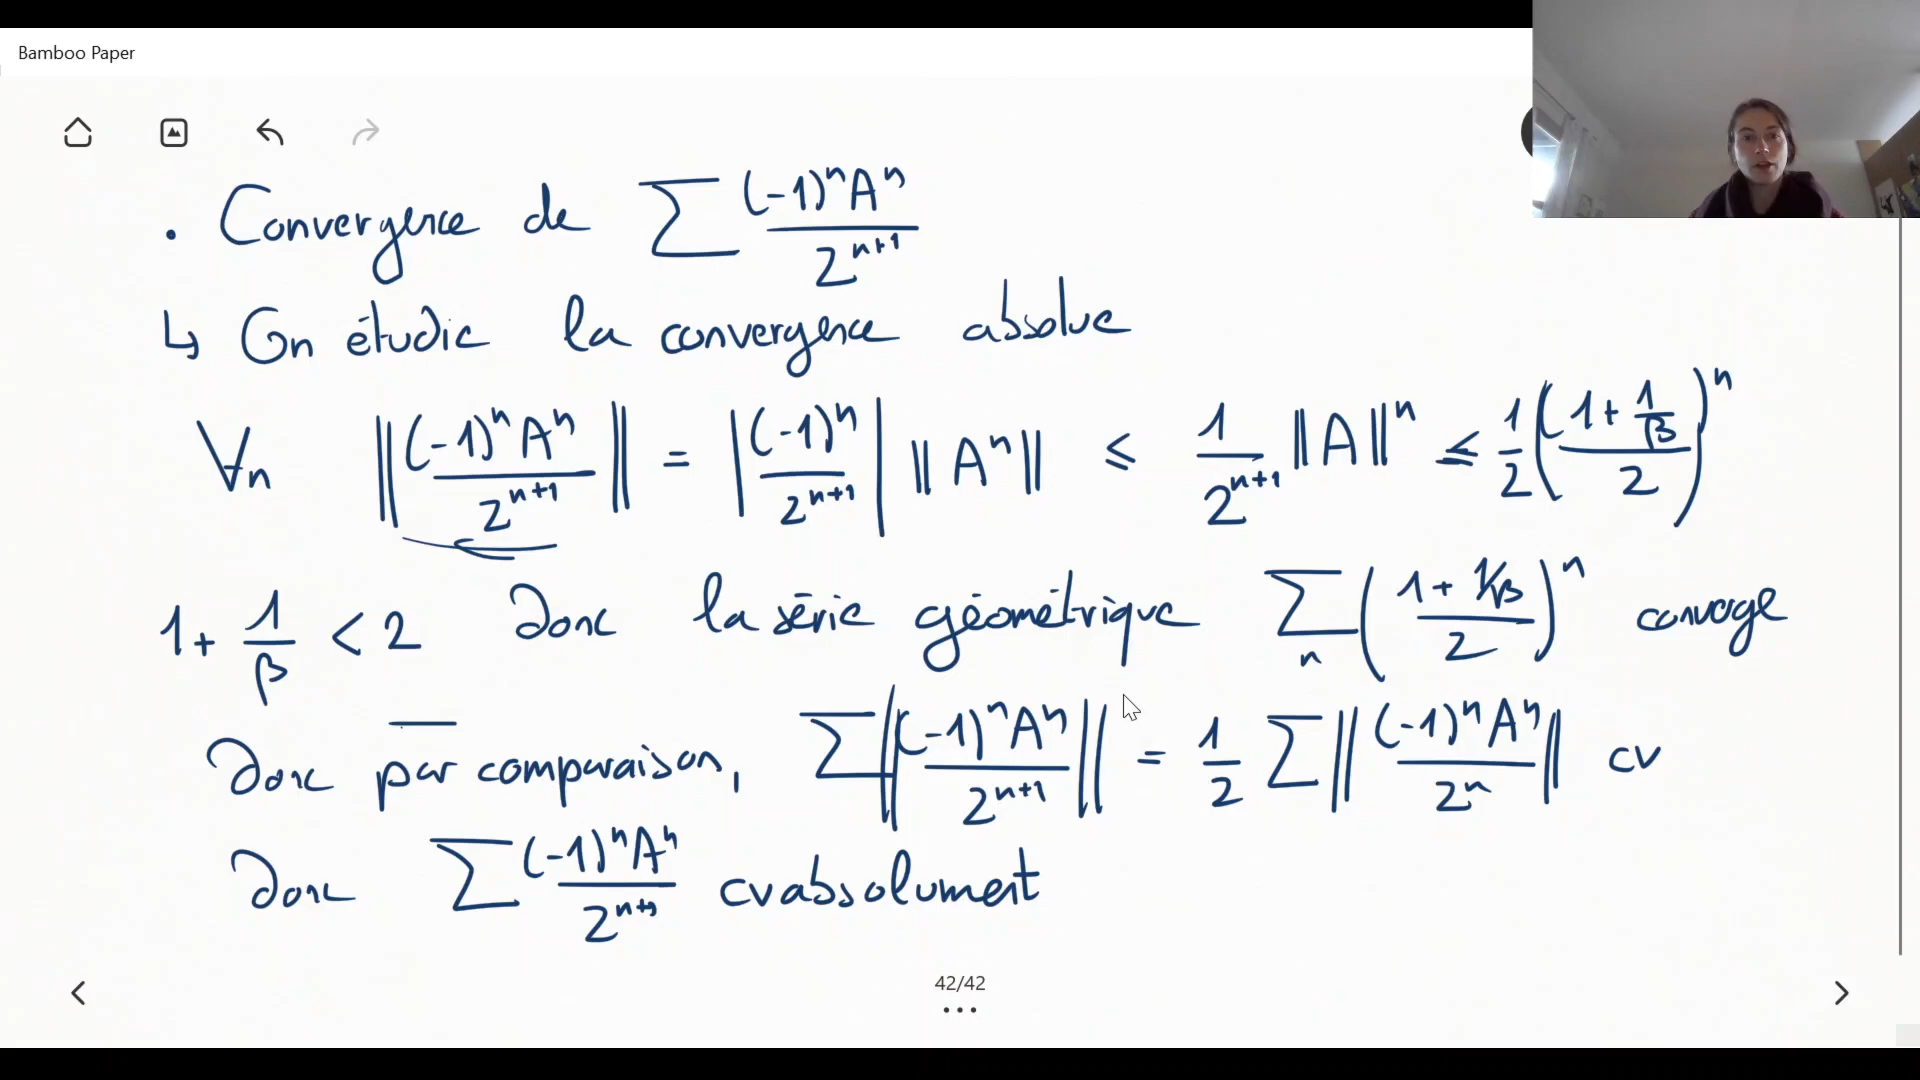 Bamboo Paper
. Convergence de ∑ (-1)ⁿAⁿ / 2ⁿ⁺¹
↳ On étudie la convergence absolue
∀n ‖(-1)ⁿAⁿ / 2ⁿ⁺¹‖ = |(-1)ⁿ / 2ⁿ⁺¹| ‖Aⁿ‖ ≤ 1/2ⁿ⁺¹ ‖A‖ⁿ ≤ 1/2 ((1 + 1/β) / 2)ⁿ
1 + 1/β < 2 Donc la série géométrique ∑ₙ ((1 + 1/β) / 2)ⁿ converge
Donc par comparaison, ∑ ‖(-1)ⁿAⁿ / 2ⁿ⁺¹‖ = 1/2 ∑ ‖(-1)ⁿAⁿ / 2ⁿ‖ cv
Donc ∑ (-1)ⁿAⁿ / 2ⁿ⁺¹ cv absolument
42/42